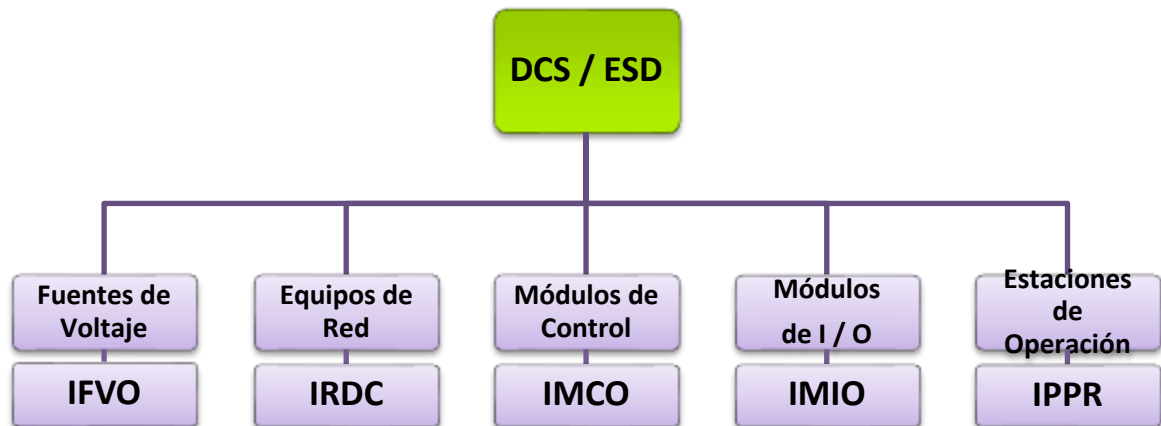 DCS / ESD
Fuentes de
Voltaje
Equipos de
Red
Módulos de
Control
Módulos
de I / O
Estaciones
de
Operación
IFVO
IRDC
IMCO
IMIO
IPPR